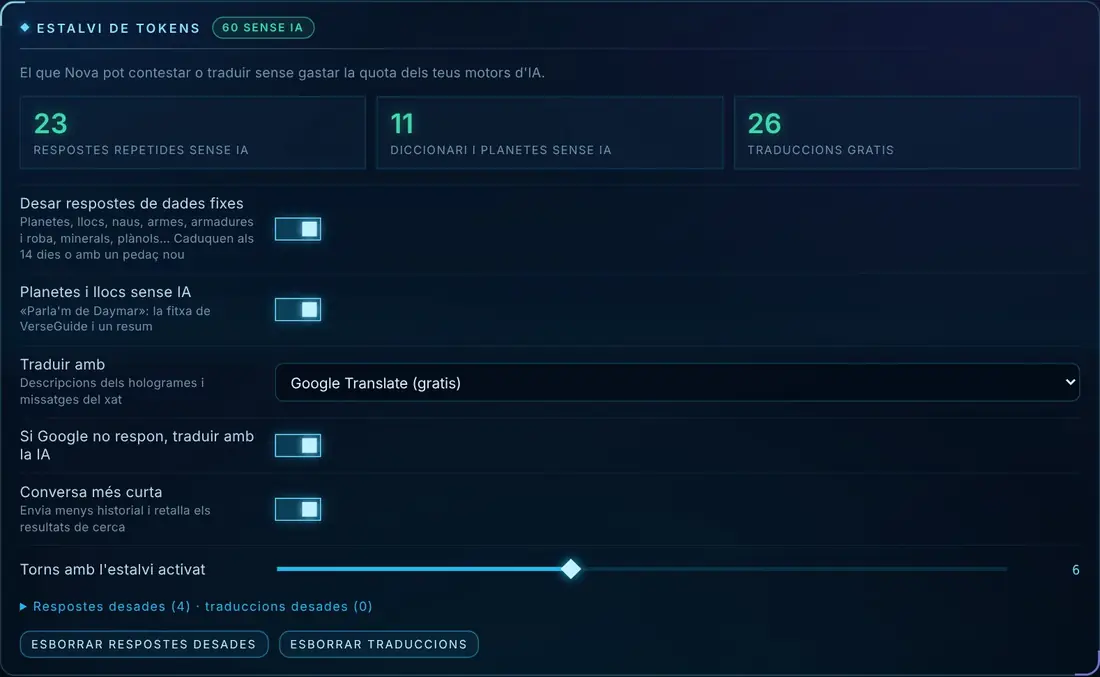 ESTALVI DE TOKENS
60 SENSE IA
El que Nova pot contestar o traduir sense gastar la quota dels teus motors d'IA.
23
RESPOSTES REPETIDES SENSE IA
11
DICCIONARI I PLANETES SENSE IA
26
TRADUCCIONS GRATIS
Desar respostes de dades fixes
Planetes, llocs, naus, armes, armadures
i roba, minerals, plànols... Caduquen als
14 dies o amb un pedaç nou
Planetes i llocs sense IA
«Parla'm de Daymar»: la fitxa de
VerseGuide i un resum
Traduir amb
Descripcions dels hologrames i
missatges del xat
Google Translate (gratis)
Si Google no respon, traduir amb
la IA
Conversa més curta
Envia menys historial i retalla els
resultats de cerca
Torns amb l'estalvi activat
6
Respostes desades (4) · traduccions desades (0)
ESBORRAR RESPOSTES DESADES
ESBORRAR TRADUCCIONS